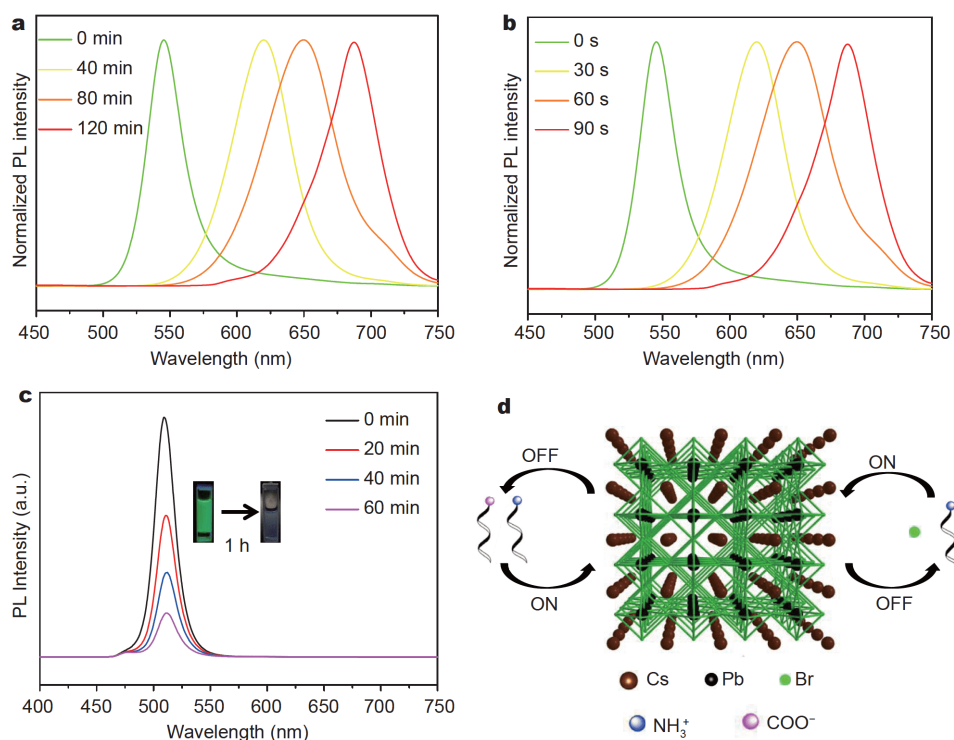 a
0 min
40 min
80 min
120 min
Normalized PL intensity
450 500 550 600 650 700 750
Wavelength (nm)
b
0 s
30 s
60 s
90 s
Normalized PL intensity
450 500 550 600 650 700 750
Wavelength (nm)
c
0 min
20 min
40 min
60 min
1 h
PL Intensity (a.u.)
400 450 500 550 600 650 700 750
Wavelength (nm)
d
OFF
ON
ON
OFF
Cs Pb Br
NH₃⁺ COO⁻